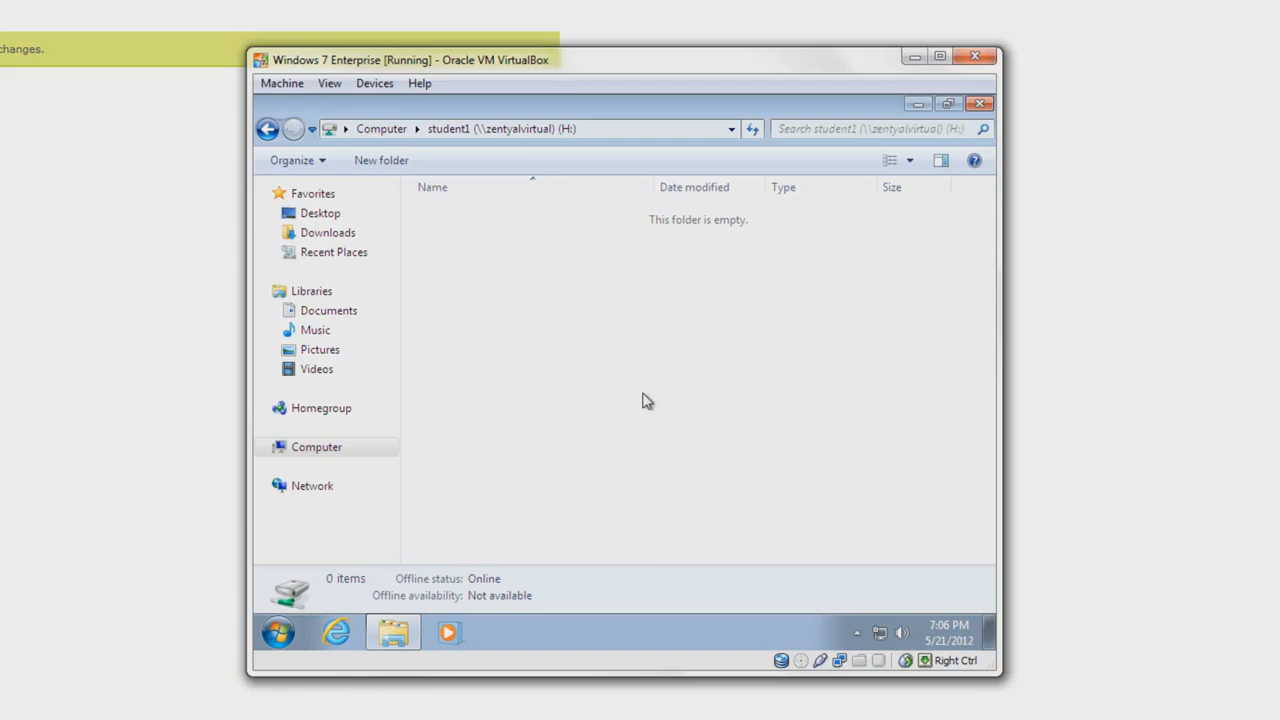 changes.
Windows 7 Enterprise [Running] - Oracle VM VirtualBox
Machine View Devices Help
Computer student1 (\\zentyalvirtual) (H:)
Search student1 (\\zentyalvirtual) (H:)
Organize New folder
Name Date modified Type Size
This folder is empty.
Favorites
Desktop
Downloads
Recent Places
Libraries
Documents
Music
Pictures
Videos
Homegroup
Computer
Network
0 items Offline status: Online
Offline availability: Not available
7:06 PM
5/21/2012
Right Ctrl